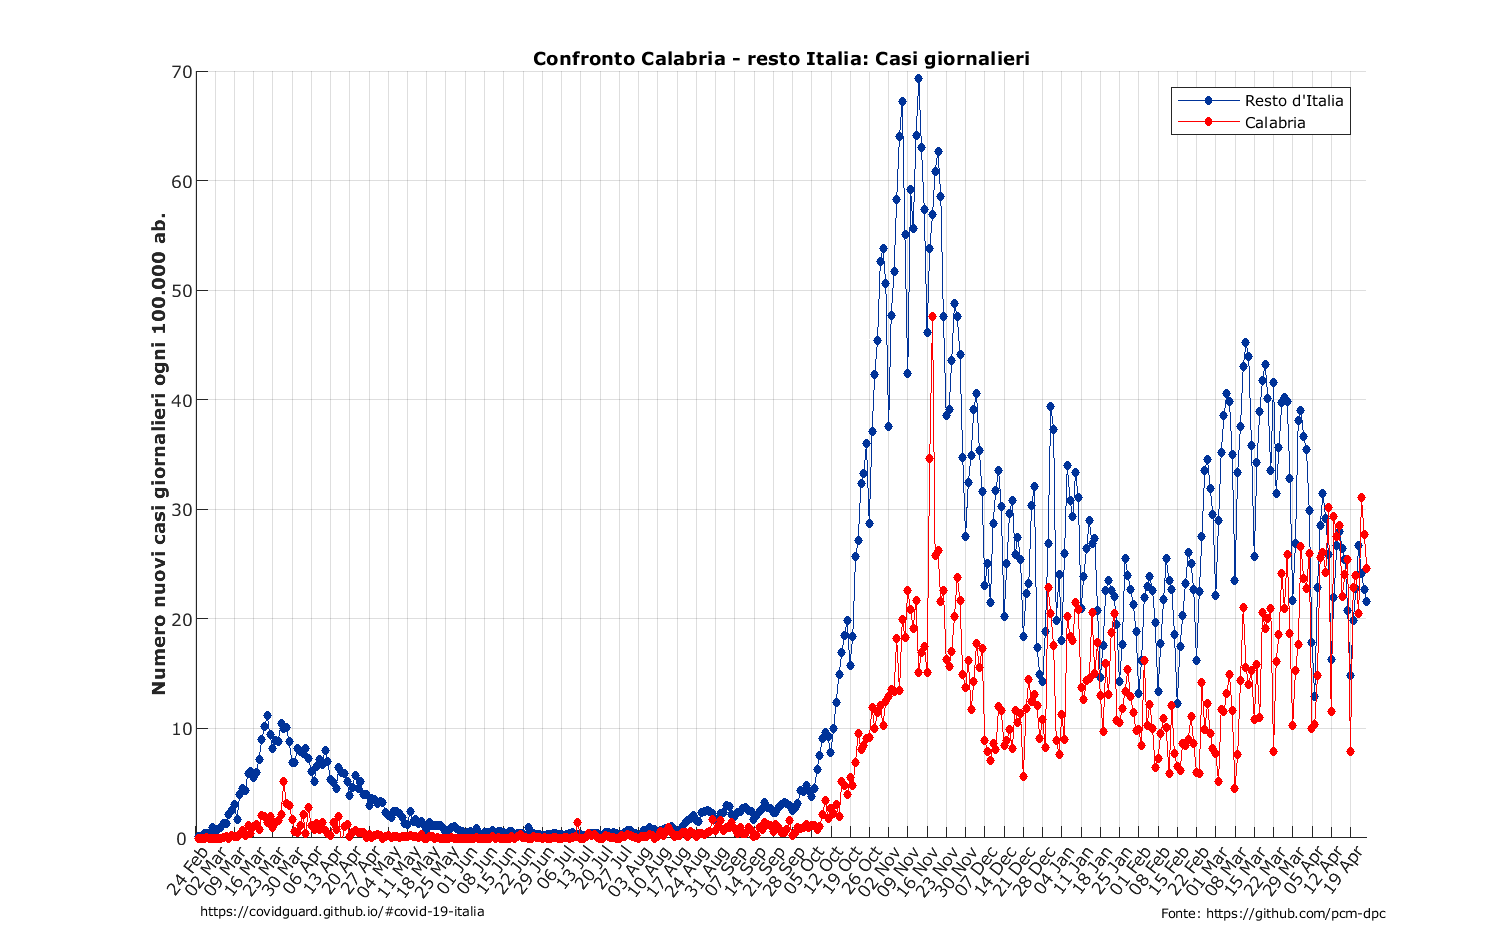 Confronto Calabria - resto Italia: Casi giornalieri
Resto d'Italia
Calabria
Numero nuovi casi giornalieri ogni 100.000 ab.
70
60
50
40
30
20
10
0
24 Feb
02 Mar
09 Mar
16 Mar
23 Mar
30 Mar
06 Apr
13 Apr
20 Apr
27 Apr
04 May
11 May
18 May
25 May
01 Jun
08 Jun
15 Jun
22 Jun
29 Jun
06 Jul
13 Jul
20 Jul
27 Jul
03 Aug
10 Aug
17 Aug
24 Aug
31 Aug
07 Sep
14 Sep
21 Sep
28 Sep
05 Oct
12 Oct
19 Oct
26 Oct
02 Nov
09 Nov
16 Nov
23 Nov
30 Nov
07 Dec
14 Dec
21 Dec
28 Dec
04 Jan
11 Jan
18 Jan
25 Jan
01 Feb
08 Feb
15 Feb
22 Feb
01 Mar
08 Mar
15 Mar
22 Mar
29 Mar
05 Apr
12 Apr
19 Apr
https://covidguard.github.io/#covid-19-italia
Fonte: https://github.com/pcm-dpc